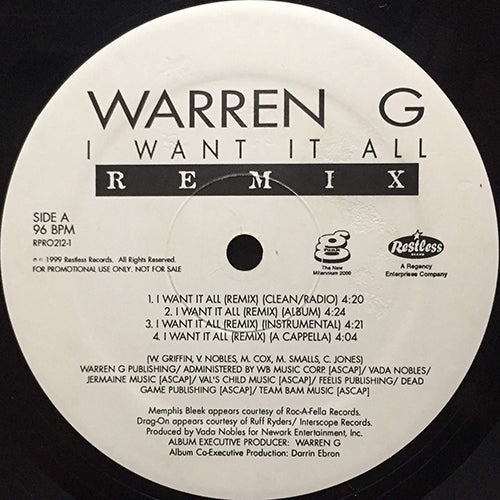 WARREN G
I WANT IT ALL
REMIX
SIDE A
96 BPM
RPRO212-1
℗ © 1999 Restless Records. All Rights Reserved.
FOR PROMOTIONAL USE ONLY. NOT FOR SALE
G Funk
The New
Millennium 2000
Restless
A Regency
Enterprises Company
1. I WANT IT ALL (REMIX) (CLEAN/RADIO) 4:20
2. I WANT IT ALL (REMIX) (ALBUM) 4:24
3. I WANT IT ALL (REMIX) (INSTRUMENTAL) 4:21
4. I WANT IT ALL (REMIX) (A CAPPELLA) 4:04
(W. GRIFFIN, V. NOBLES, M. COX, M. SMALLS, C. JONES)
WARREN G PUBLISHING/ ADMINISTERED BY WB MUSIC CORP. [ASCAP]/ VADA NOBLES/
JERMAINE MUSIC [ASCAP]/ VAL'S CHILD MUSIC [ASCAP]/ FEELIS PUBLISHING/ DEAD
GAME PUBLISHING [ASCAP]/ TEAM BAM MUSIC [ASCAP]
Memphis Bleek appears courtesy of Roc-A-Fella Records.
Drag-On appears courtesy of Ruff Ryders/ Interscope Records.
Produced by Vada Nobles for Newark Entertainment, Inc.
ALBUM EXECUTIVE PRODUCER: WARREN G
Album Co-Executive Production: Darrin Ebron